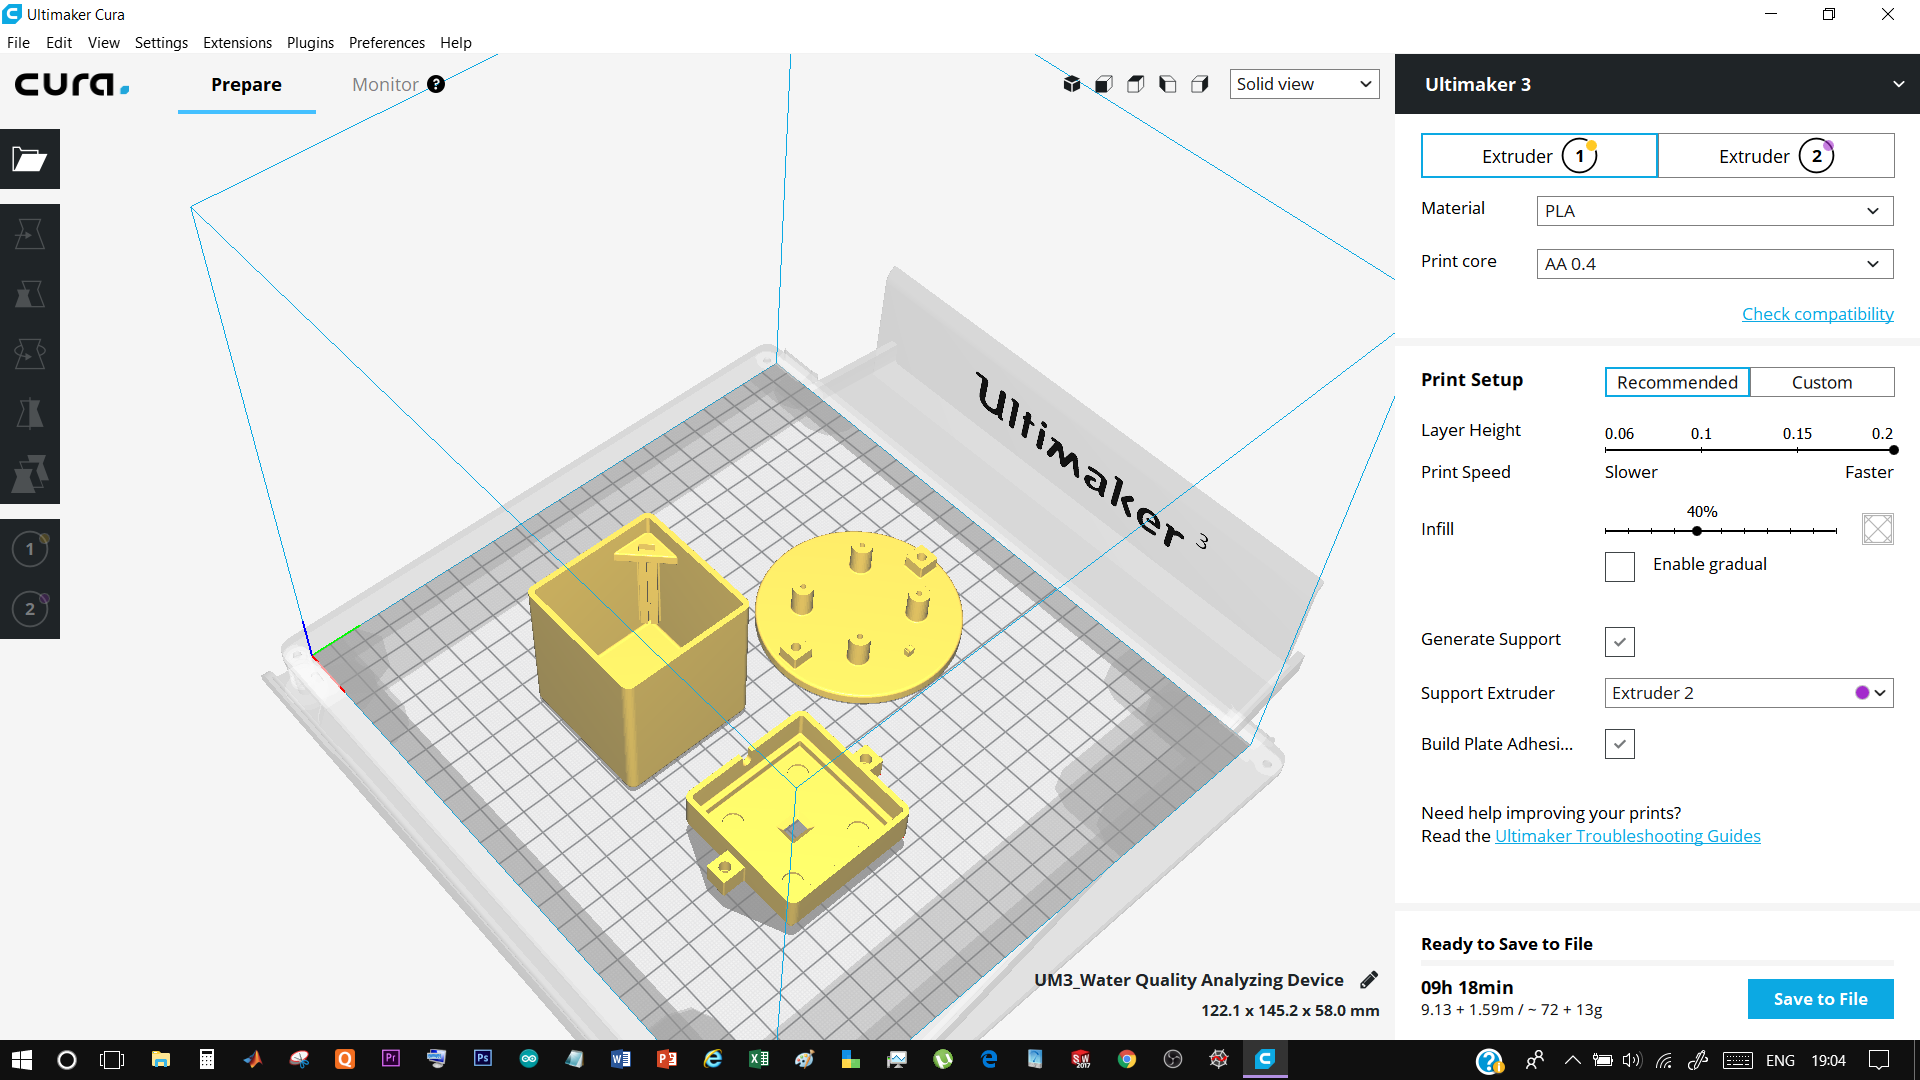 Ultimaker Cura
File Edit View Settings Extensions Plugins Preferences Help
cura.
Prepare
Monitor ?
Solid view
Ultimaker 3
Extruder 1
Extruder 2
Material
PLA
Print core
AA 0.4
Check compatibility
Print Setup
Recommended
Custom
Layer Height
0.06 0.1 0.15 0.2
Print Speed
Slower
Faster
40%
Infill
Enable gradual
Generate Support
Support Extruder
Extruder 2
Build Plate Adhesi...
Need help improving your prints?
Read the Ultimaker Troubleshooting Guides
Ready to Save to File
09h 18min
9.13 + 1.59m / ~ 72 + 13g
Save to File
1
2
Ultimaker 3
UM3_Water Quality Analyzing Device
122.1 x 145.2 x 58.0 mm
Q
Pr
Ps
SW
2017
ENG
19:04